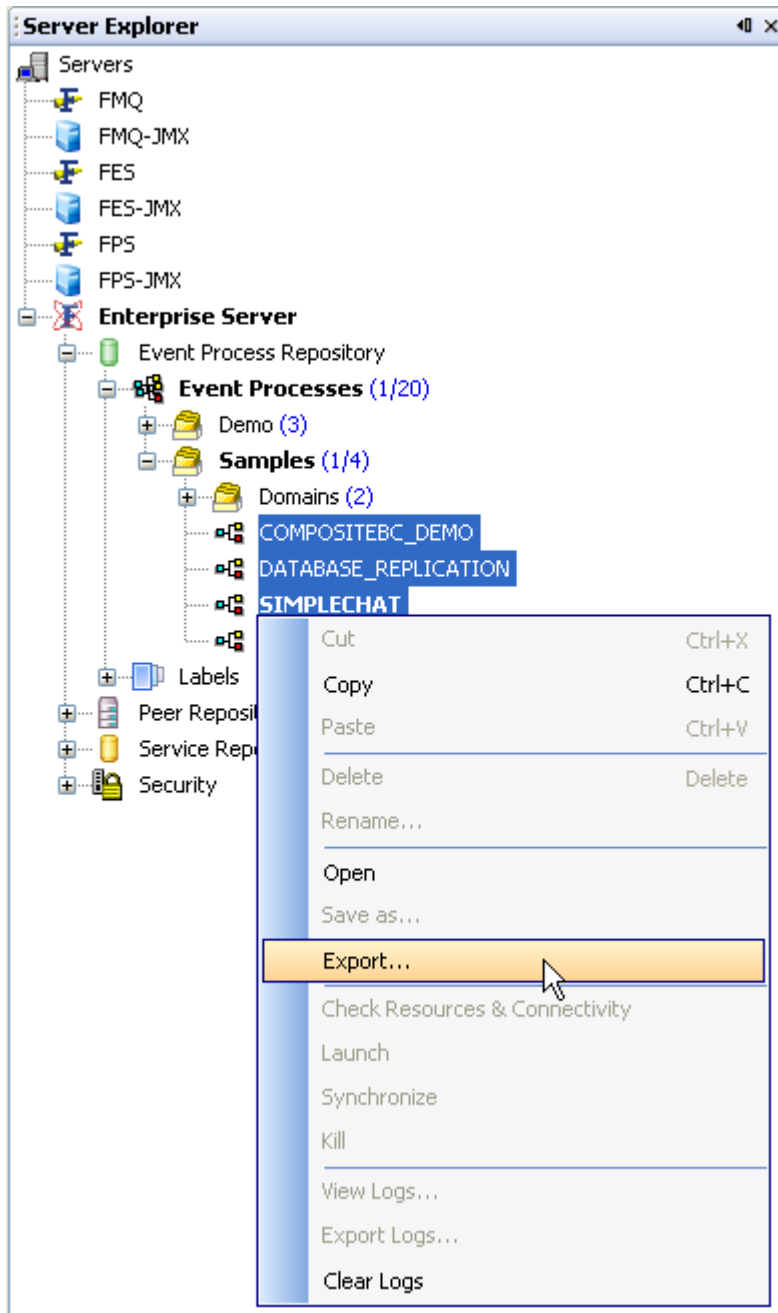 Server Explorer
Servers
FMQ
FMQ-JMX
FES
FES-JMX
FPS
FPS-JMX
Enterprise Server
Event Process Repository
Event Processes (1/20)
Demo (3)
Samples (1/4)
Domains (2)
COMPOSITEBC_DEMO
DATABASE_REPLICATION
SIMPLECHAT
Cut Ctrl+X
Labels
Copy Ctrl+C
Peer Reposi
Paste Ctrl+V
Service Rep
Delete Delete
Security
Rename...
Open
Save as...
Export...
Check Resources & Connectivity
Launch
Synchronize
Kill
View Logs...
Export Logs...
Clear Logs